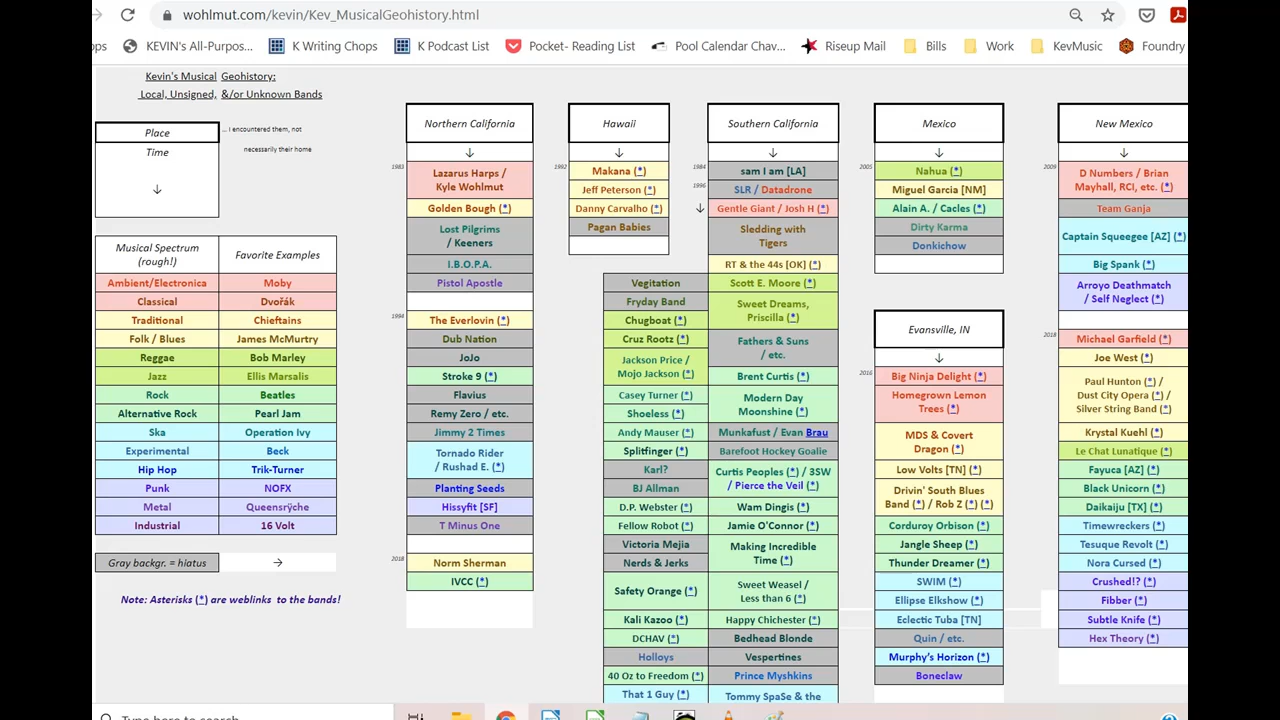 wohlmut.com/kevin/Kev_MusicalGeohistory.html
KEVIN's All-Purpos...
K Writing Chops
K Podcast List
Pocket- Reading List
Pool Calendar Chav...
Riseup Mail
Bills
Work
KevMusic
Foundry
Kevin's Musical Geohistory:
Local, Unsigned, &/or Unknown Bands
Place
... I encountered them, not
necessarily their home
Time
↓
Musical Spectrum
(rough!)
Favorite Examples
Ambient/Electronica Moby
Classical Dvořák
Traditional Chieftains
Folk / Blues James McMurtry
Reggae Bob Marley
Jazz Ellis Marsalis
Rock Beatles
Alternative Rock Pearl Jam
Ska Operation Ivy
Experimental Beck
Hip Hop Trik-Turner
Punk NOFX
Metal Queensrÿche
Industrial 16 Volt
Gray backgr. = hiatus →
Note: Asterisks (*) are weblinks to the bands!
Northern California
↓
1983
Lazarus Harps /
Kyle Wohlmut
Golden Bough (*)
Lost Pilgrims
/ Keeners
I.B.O.P.A.
Pistol Apostle
1994
The Everlovin (*)
Dub Nation
JoJo
Stroke 9 (*)
Flavius
Remy Zero / etc.
Jimmy 2 Times
Tornado Rider
/ Rushad E. (*)
Planting Seeds
Hissyfit [SF]
T Minus One
2018
Norm Sherman
IVCC (*)
Hawaii
↓
1992
Makana (*)
Jeff Peterson (*)
Danny Carvalho (*)
Pagan Babies
Vegitation
Fryday Band
Chugboat (*)
Cruz Rootz (*)
Jackson Price /
Mojo Jackson (*)
Casey Turner (*)
Shoeless (*)
Andy Mauser (*)
Splitfinger (*)
Karl?
BJ Allman
D.P. Webster (*)
Fellow Robot (*)
Victoria Mejia
Nerds & Jerks
Safety Orange (*)
Kali Kazoo (*)
DCHAV (*)
Holloys
40 Oz to Freedom (*)
That 1 Guy (*)
Southern California
↓
1984
sam I am [LA]
1996
SLR / Datadrone
↓
Gentle Giant / Josh H (*)
Sledding with
Tigers
RT & the 44s [OK] (*)
Scott E. Moore (*)
Sweet Dreams,
Priscilla (*)
Fathers & Suns
/ etc.
Brent Curtis (*)
Modern Day
Moonshine (*)
Munkafust / Evan Brau
Barefoot Hockey Goalie
Curtis Peoples (*) / 3SW
/ Pierce the Veil (*)
Wam Dingis (*)
Jamie O'Connor (*)
Making Incredible
Time (*)
Sweet Weasel /
Less than 6 (*)
Happy Chichester (*)
Bedhead Blonde
Vespertines
Prince Myshkins
Tommy SpaSe & the
Mexico
↓
2005
Nahua (*)
Miguel Garcia [NM]
Alain A. / Cacles (*)
Dirty Karma
Donkichow
Evansville, IN
↓
2016
Big Ninja Delight (*)
Homegrown Lemon
Trees (*)
MDS & Covert
Dragon (*)
Low Volts [TN] (*)
Drivin' South Blues
Band (*) / Rob Z (*) (*)
Corduroy Orbison (*)
Jangle Sheep (*)
Thunder Dreamer (*)
SWIM (*)
Ellipse Elkshow (*)
Eclectic Tuba [TN]
Quin / etc.
Murphy's Horizon (*)
Boneclaw
New Mexico
↓
2009
D Numbers / Brian
Mayhall, RCI, etc. (*)
Team Ganja
Captain Squeegee [AZ] (*)
Big Spank (*)
Arroyo Deathmatch
/ Self Neglect (*)
2018
Michael Garfield (*)
Joe West (*)
Paul Hunton (*) /
Dust City Opera (*) /
Silver String Band (*)
Krystal Kuehl (*)
Le Chat Lunatique (*)
Fayuca [AZ] (*)
Black Unicorn (*)
Daikaiju [TX] (*)
Timewreckers (*)
Tesuque Revolt (*)
Nora Cursed (*)
Crushed!? (*)
Fibber (*)
Subtle Knife (*)
Hex Theory (*)